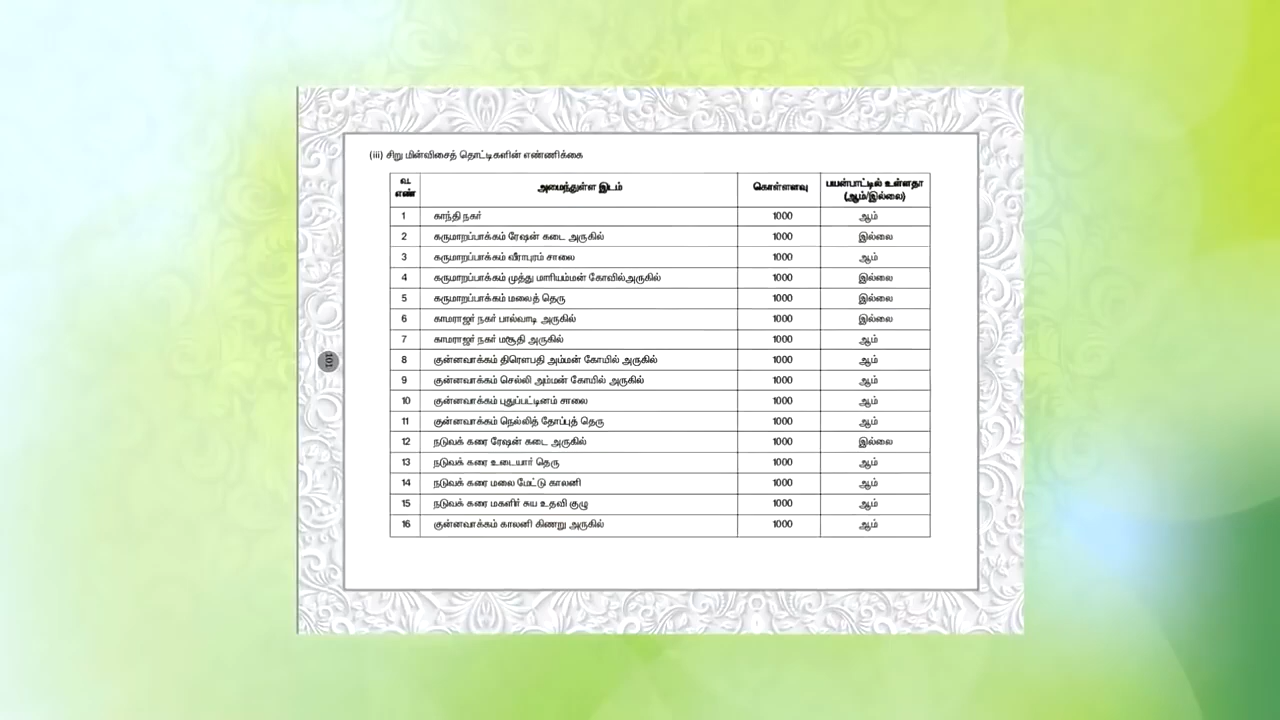 (iii) சிறு மின்விசைத் தொட்டிகளின் எண்ணிக்கை
வ. எண் அமைந்துள்ள இடம் கொள்ளளவு பயன்பாட்டில் உள்ளதா (ஆம்/இல்லை)
1 காந்தி நகர் 1000 ஆம்
2 கருமாறப்பாக்கம் ரேஷன் கடை அருகில் 1000 இல்லை
3 கருமாறப்பாக்கம் வீராபுரம் சாலை 1000 ஆம்
4 கருமாறப்பாக்கம் முத்து மாரியம்மன் கோவில்அருகில் 1000 இல்லை
5 கருமாறப்பாக்கம் மலைத் தெரு 1000 இல்லை
6 காமராஜர் நகர் பால்வாடி அருகில் 1000 இல்லை
7 காமராஜர் நகர் மசூதி அருகில் 1000 ஆம்
8 குன்னவாக்கம் திரௌபதி அம்மன் கோயில் அருகில் 1000 ஆம்
9 குன்னவாக்கம் செல்லி அம்மன் கோயில் அருகில் 1000 ஆம்
10 குன்னவாக்கம் புதுப்பட்டினம் சாலை 1000 ஆம்
11 குன்னவாக்கம் நெல்லித் தோப்புத் தெரு 1000 ஆம்
12 நடுவக் கரை ரேஷன் கடை அருகில் 1000 இல்லை
13 நடுவக் கரை உடையார் தெரு 1000 ஆம்
14 நடுவக் கரை மலை மேட்டு காலனி 1000 ஆம்
15 நடுவக் கரை மகளிர் சுய உதவி குழு 1000 ஆம்
16 குன்னவாக்கம் காலனி கிணறு அருகில் 1000 ஆம்
101